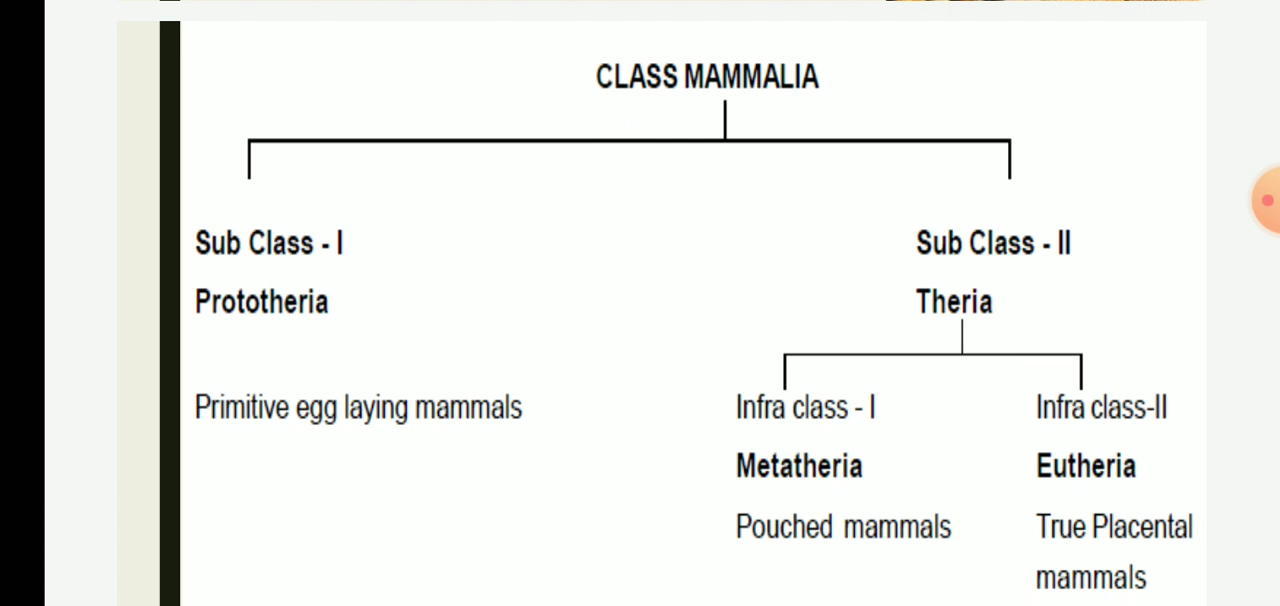 CLASS MAMMALIA
Sub Class - I
Prototheria
Primitive egg laying mammals
Sub Class - II
Theria
Infra class - I
Metatheria
Pouched mammals
Infra class-II
Eutheria
True Placental
mammals